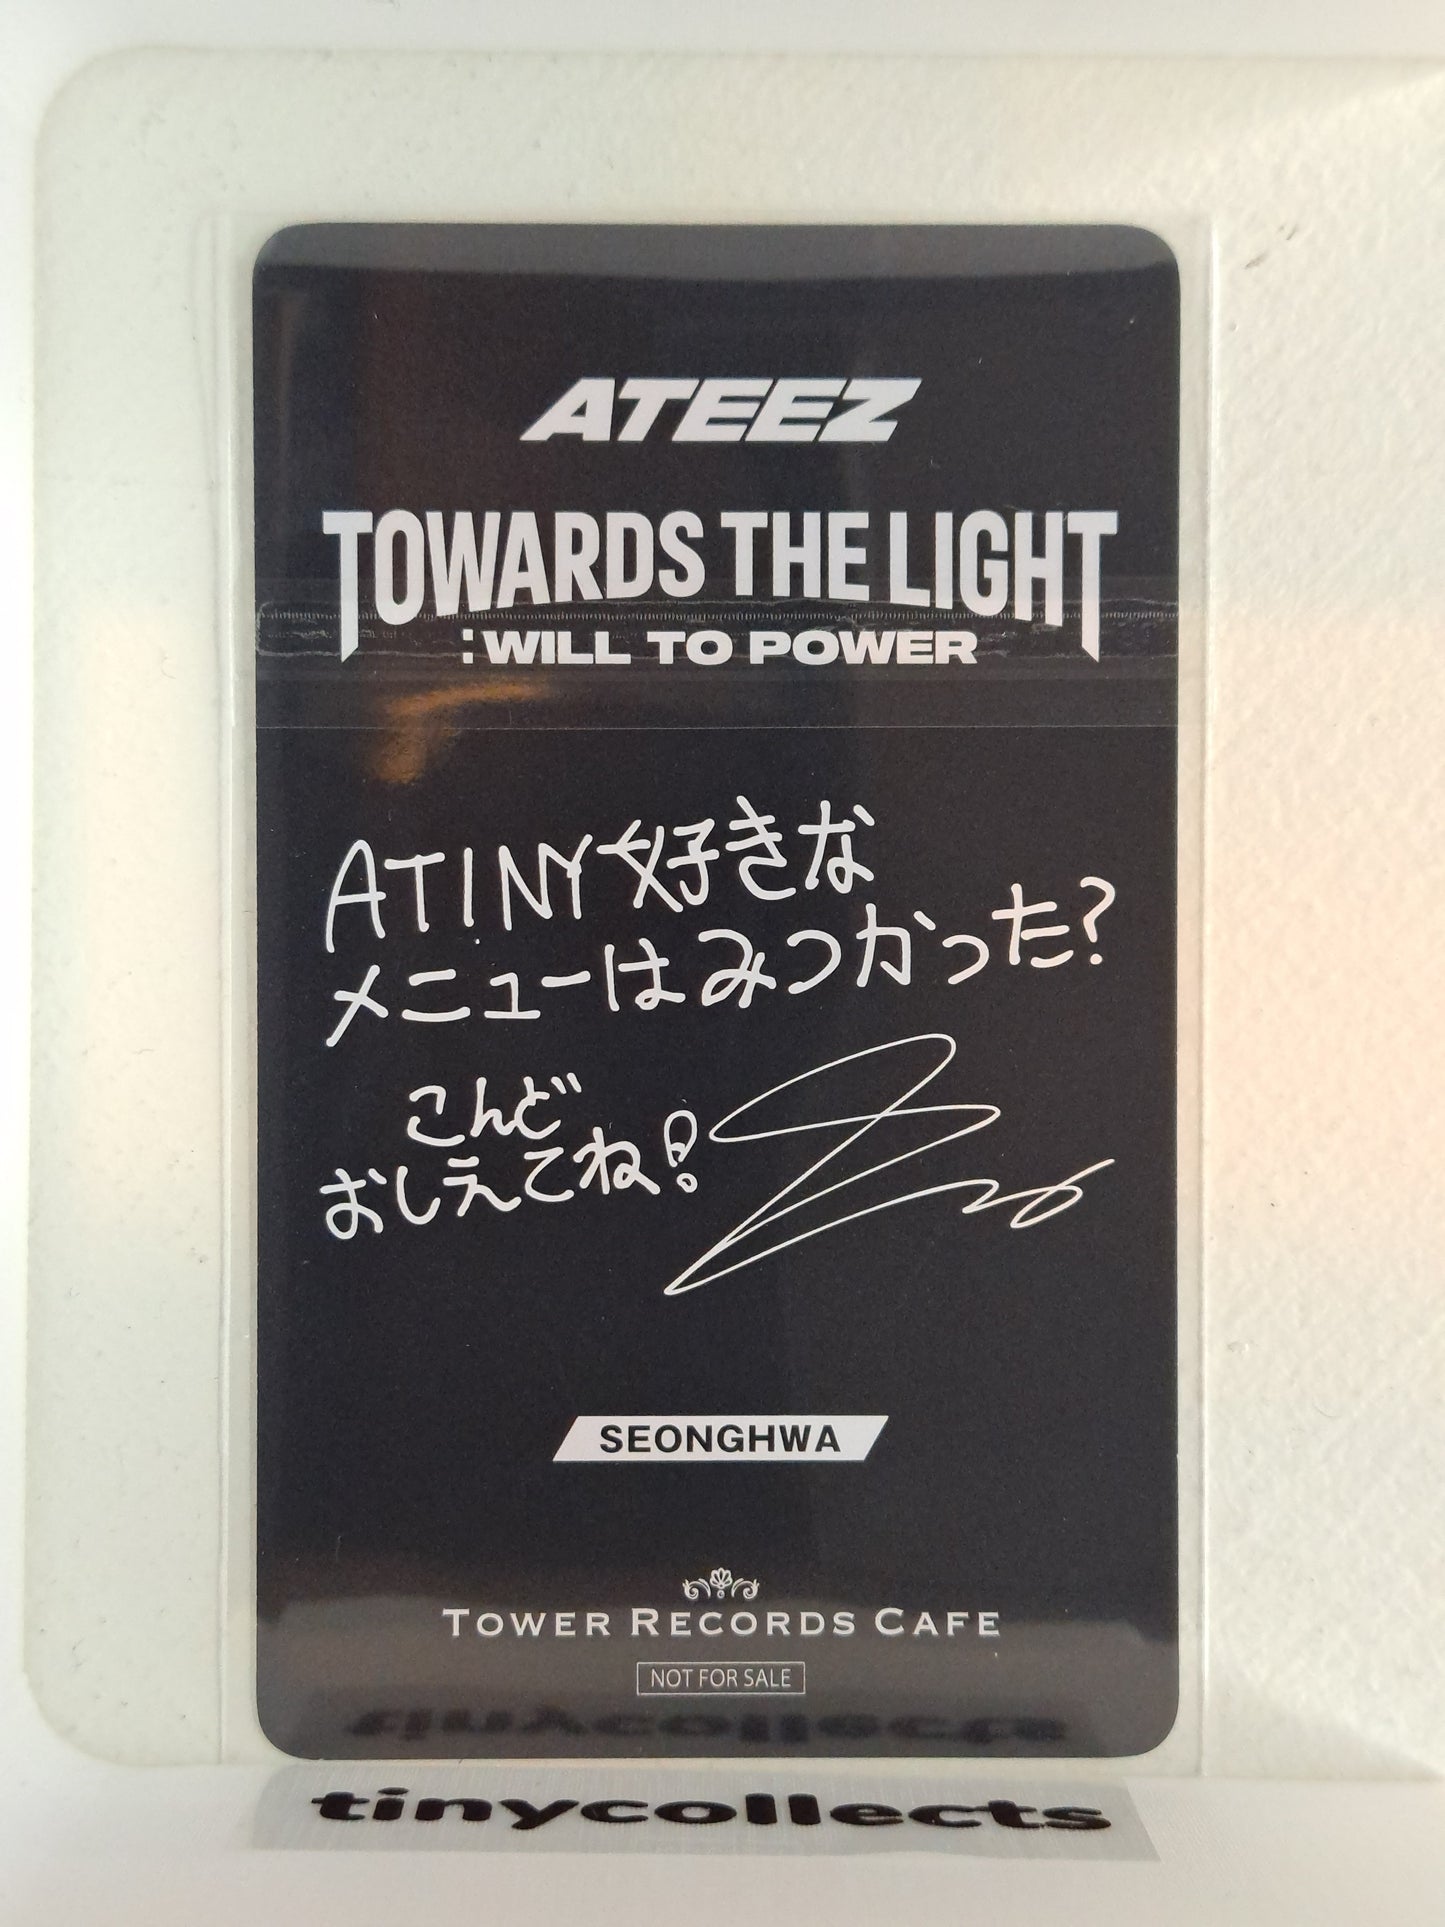 ATEEZ
TOWARDS THE LIGHT
:WILL TO POWER
ATINY好きな
メニューはみつかった?
こんど
おしえてね!
SEONGHWA
TOWER RECORDS CAFE
NOT FOR SALE
tinycollects